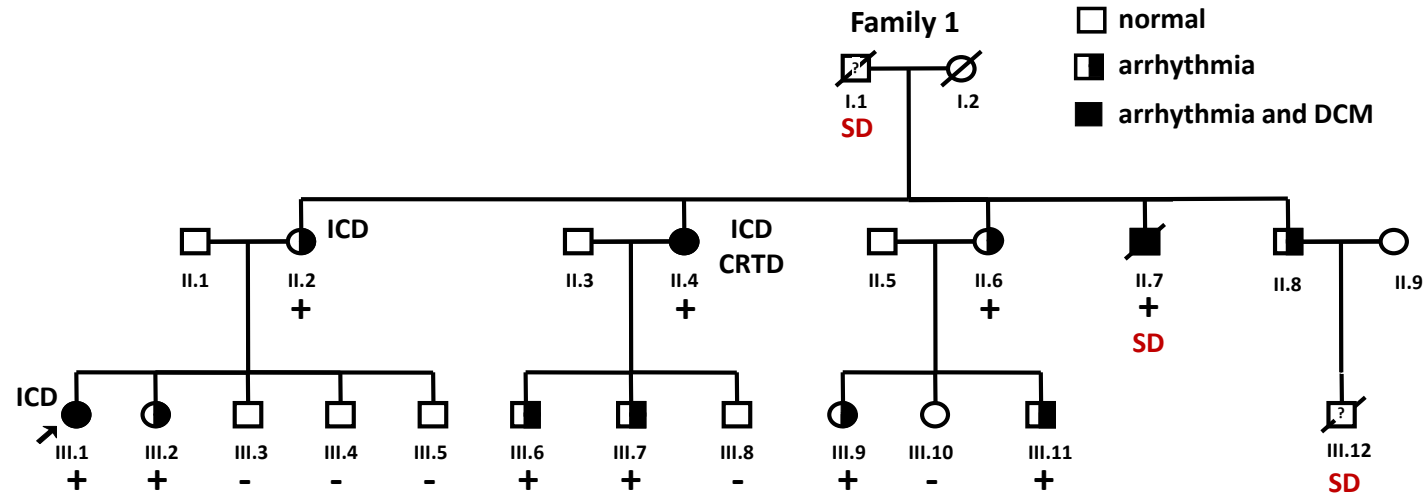 Family 1
normal
arrhythmia
arrhythmia and DCM
?
I.1
I.2
SD
ICD
ICD
CRTD
II.1
II.2
II.3
II.4
II.5
II.6
II.7
II.8
II.9
+
+
+
+
SD
ICD
?
III.1
III.2
III.3
III.4
III.5
III.6
III.7
III.8
III.9
III.10
III.11
III.12
+
+
-
-
-
+
+
-
+
-
+
SD